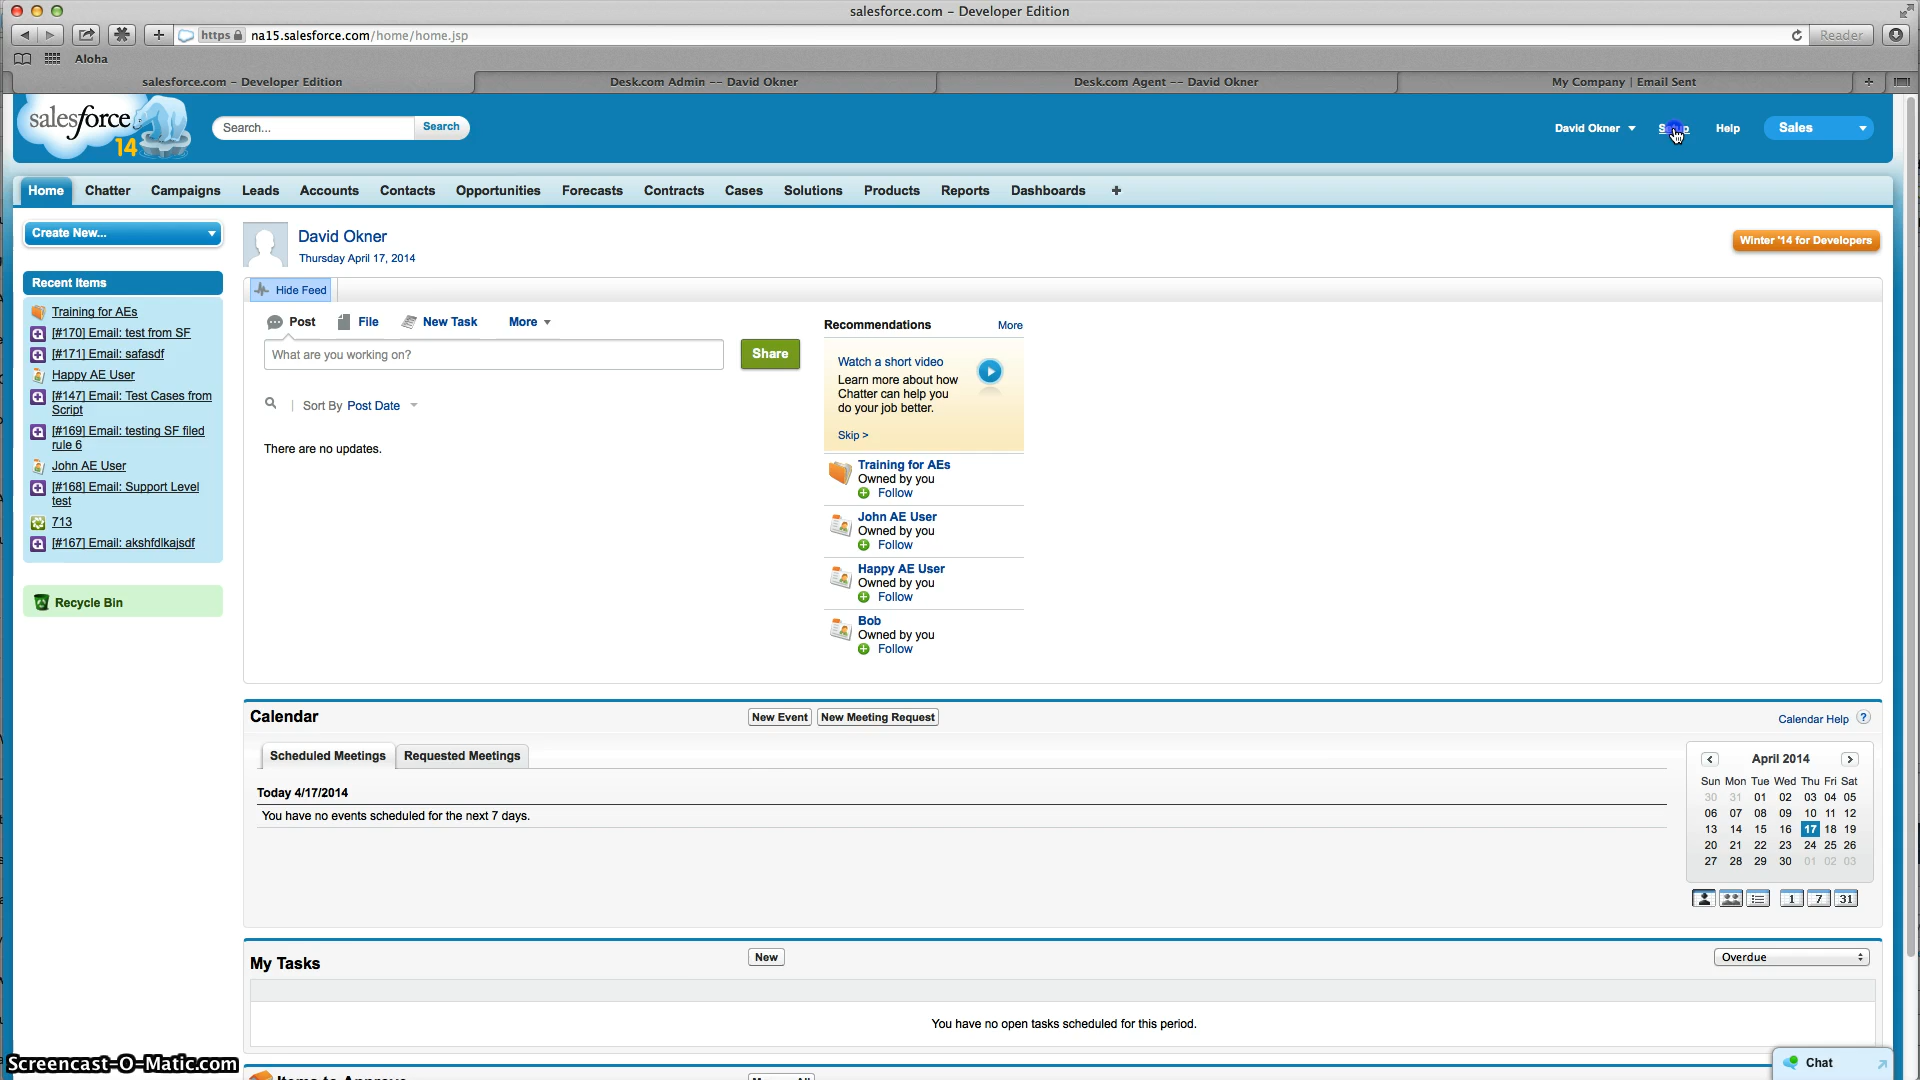 salesforce.com – Developer Edition
https na15.salesforce.com/home/home.jsp
Reader
Aloha
salesforce.com – Developer Edition
Desk.com Admin -- David Okner
Desk.com Agent -- David Okner
My Company | Email Sent
salesforce
14
Search...
Search
David Okner
Help
Sales
Home
Chatter
Campaigns
Leads
Accounts
Contacts
Opportunities
Forecasts
Contracts
Cases
Solutions
Products
Reports
Dashboards
+
Create New...
Recent Items
Training for AEs
[#170] Email: test from SF
[#171] Email: safasdf
Happy AE User
[#147] Email: Test Cases from
Script
[#169] Email: testing SF filed
rule 6
John AE User
[#168] Email: Support Level
test
713
[#167] Email: akshfdlkajsdf
Recycle Bin
David Okner
Thursday April 17, 2014
Winter '14 for Developers
Hide Feed
Post
File
New Task
More
What are you working on?
Share
Sort By Post Date
There are no updates.
Recommendations
More
Watch a short video
Learn more about how
Chatter can help you
do your job better.
Skip >
Training for AEs
Owned by you
Follow
John AE User
Owned by you
Follow
Happy AE User
Owned by you
Follow
Bob
Owned by you
Follow
Calendar
New Event
New Meeting Request
Calendar Help ?
Scheduled Meetings
Requested Meetings
Today 4/17/2014
You have no events scheduled for the next 7 days.
April 2014
Sun Mon Tue Wed Thu Fri Sat
30 31 01 02 03 04 05
06 07 08 09 10 11 12
13 14 15 16 17 18 19
20 21 22 23 24 25 26
27 28 29 30 01 02 03
1 7 31
My Tasks
New
Overdue
You have no open tasks scheduled for this period.
Chat
Screencast-O-Matic.com